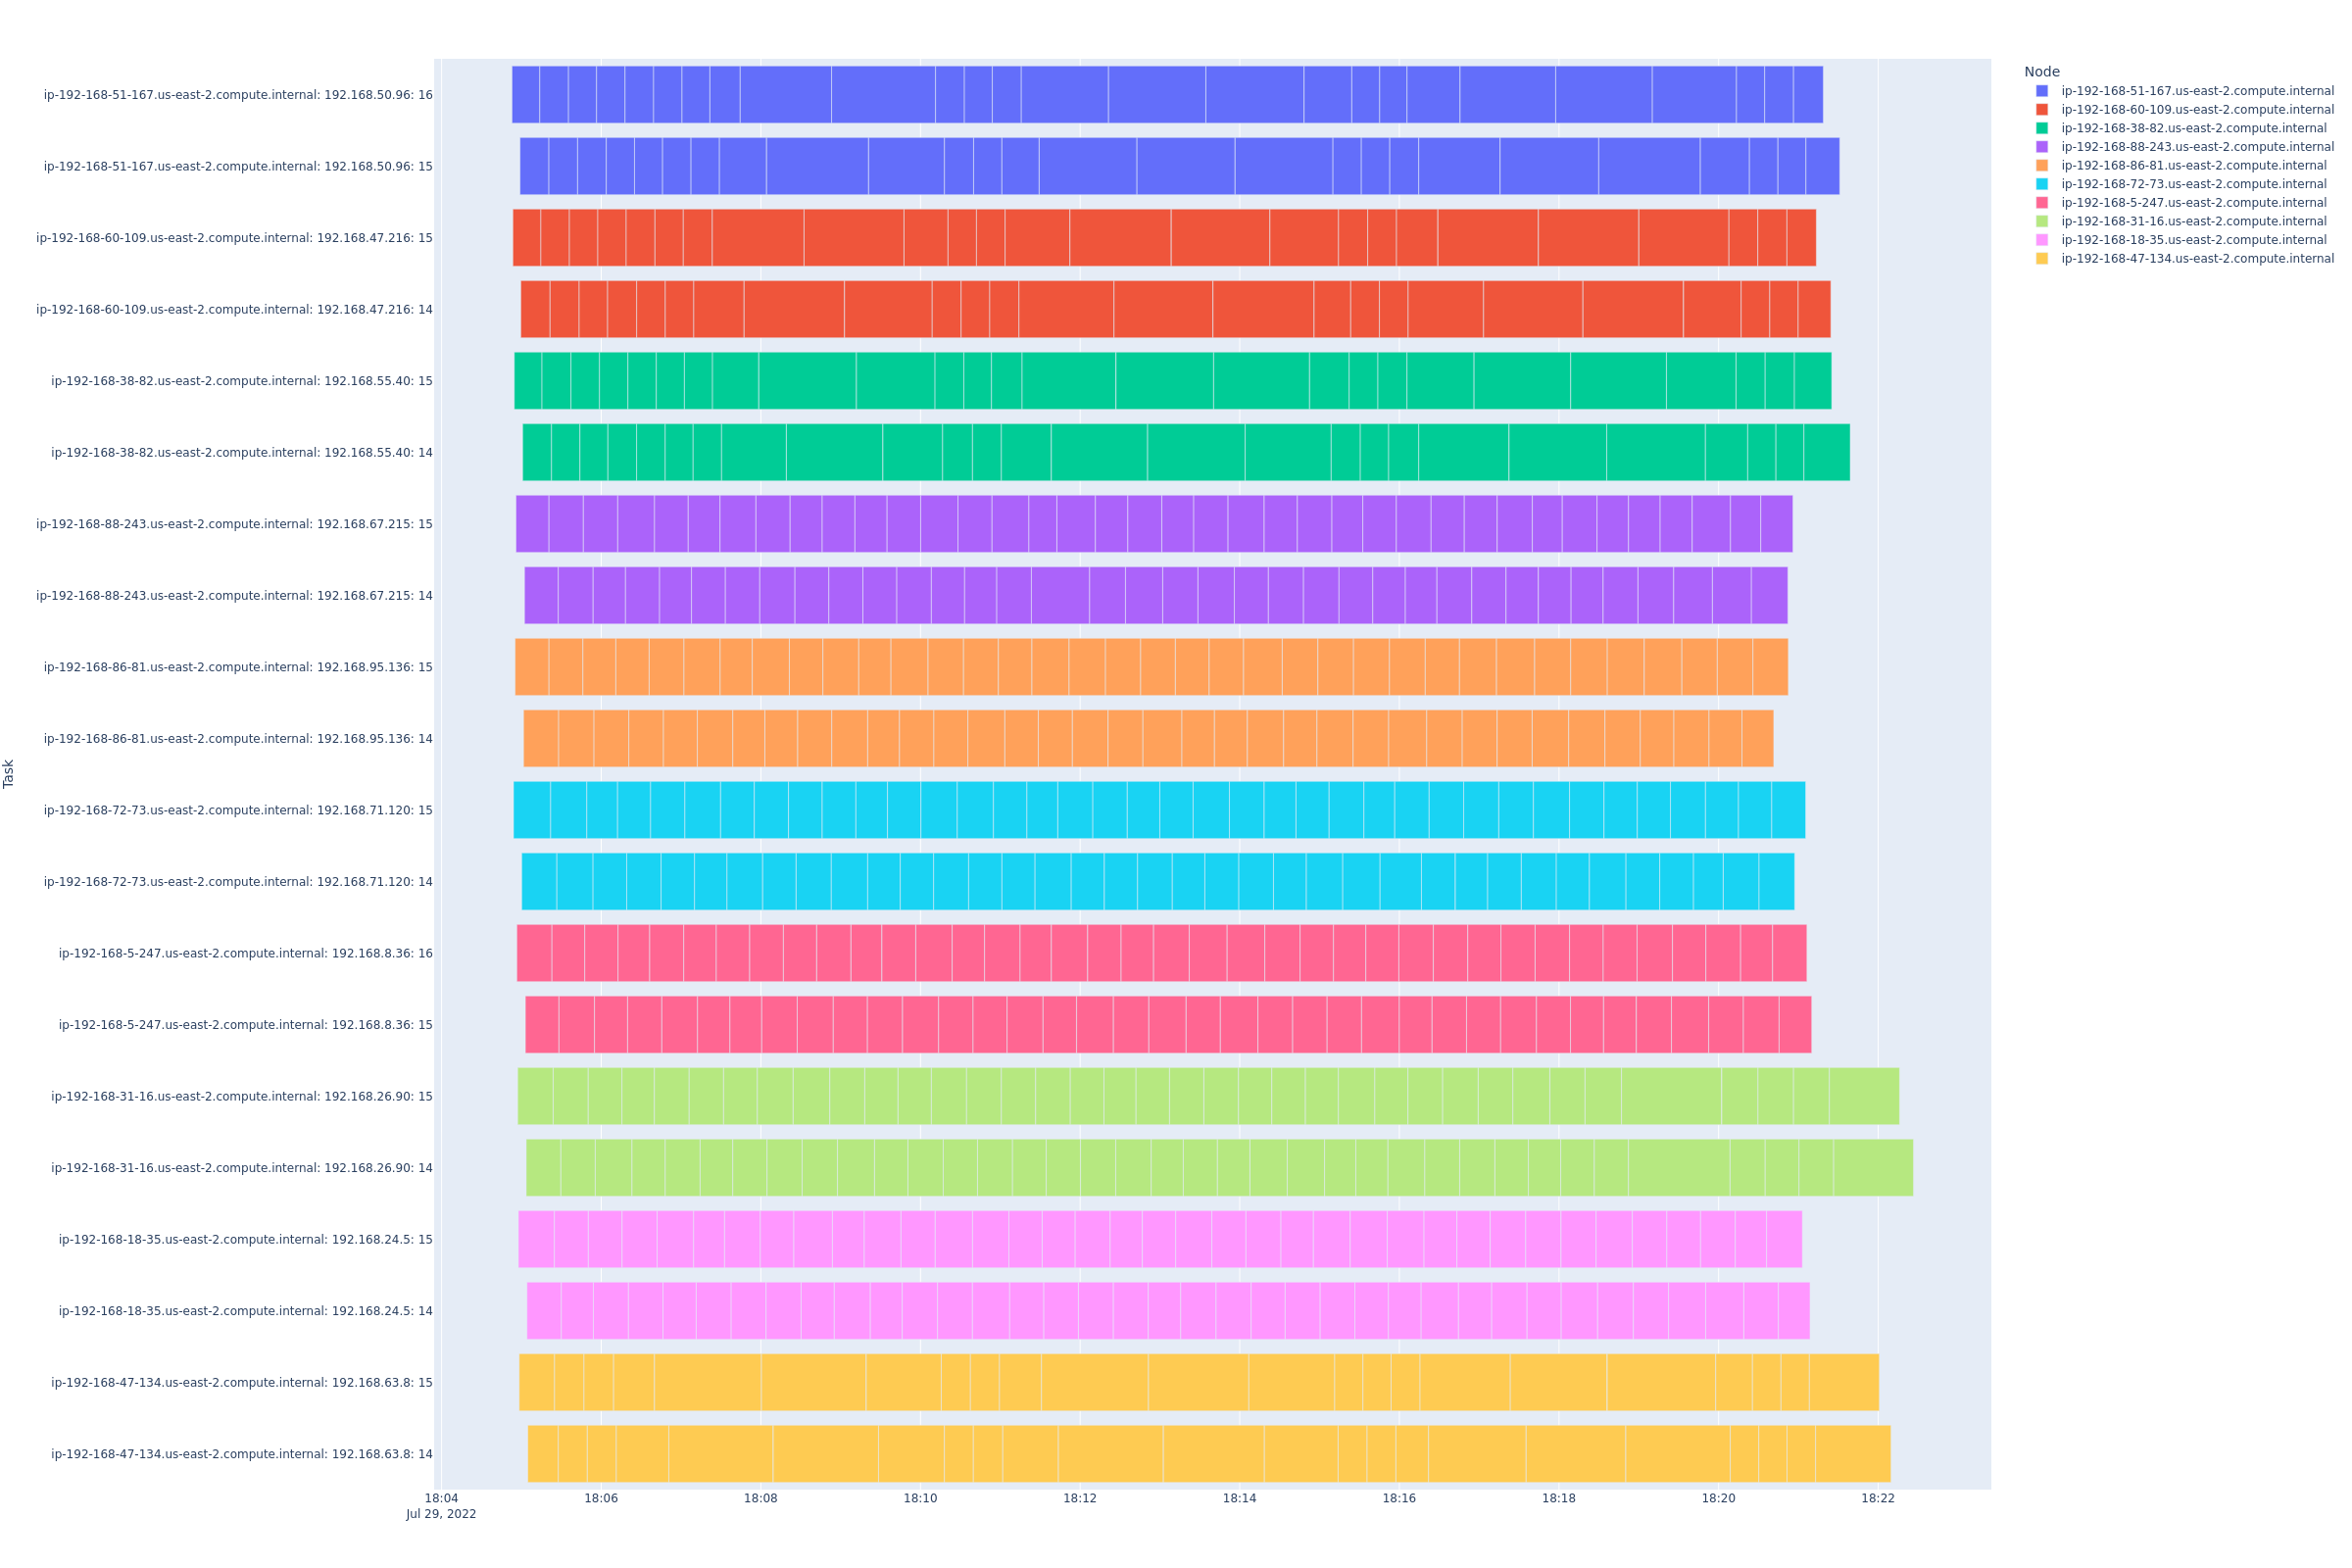 Task
ip-192-168-51-167.us-east-2.compute.internal: 192.168.50.96: 16
ip-192-168-51-167.us-east-2.compute.internal: 192.168.50.96: 15
ip-192-168-60-109.us-east-2.compute.internal: 192.168.47.216: 15
ip-192-168-60-109.us-east-2.compute.internal: 192.168.47.216: 14
ip-192-168-38-82.us-east-2.compute.internal: 192.168.55.40: 15
ip-192-168-38-82.us-east-2.compute.internal: 192.168.55.40: 14
ip-192-168-88-243.us-east-2.compute.internal: 192.168.67.215: 15
ip-192-168-88-243.us-east-2.compute.internal: 192.168.67.215: 14
ip-192-168-86-81.us-east-2.compute.internal: 192.168.95.136: 15
ip-192-168-86-81.us-east-2.compute.internal: 192.168.95.136: 14
ip-192-168-72-73.us-east-2.compute.internal: 192.168.71.120: 15
ip-192-168-72-73.us-east-2.compute.internal: 192.168.71.120: 14
ip-192-168-5-247.us-east-2.compute.internal: 192.168.8.36: 16
ip-192-168-5-247.us-east-2.compute.internal: 192.168.8.36: 15
ip-192-168-31-16.us-east-2.compute.internal: 192.168.26.90: 15
ip-192-168-31-16.us-east-2.compute.internal: 192.168.26.90: 14
ip-192-168-18-35.us-east-2.compute.internal: 192.168.24.5: 15
ip-192-168-18-35.us-east-2.compute.internal: 192.168.24.5: 14
ip-192-168-47-134.us-east-2.compute.internal: 192.168.63.8: 15
ip-192-168-47-134.us-east-2.compute.internal: 192.168.63.8: 14
18:04 18:06 18:08 18:10 18:12 18:14 18:16 18:18 18:20 18:22
Jul 29, 2022
Node
ip-192-168-51-167.us-east-2.compute.internal
ip-192-168-60-109.us-east-2.compute.internal
ip-192-168-38-82.us-east-2.compute.internal
ip-192-168-88-243.us-east-2.compute.internal
ip-192-168-86-81.us-east-2.compute.internal
ip-192-168-72-73.us-east-2.compute.internal
ip-192-168-5-247.us-east-2.compute.internal
ip-192-168-31-16.us-east-2.compute.internal
ip-192-168-18-35.us-east-2.compute.internal
ip-192-168-47-134.us-east-2.compute.internal